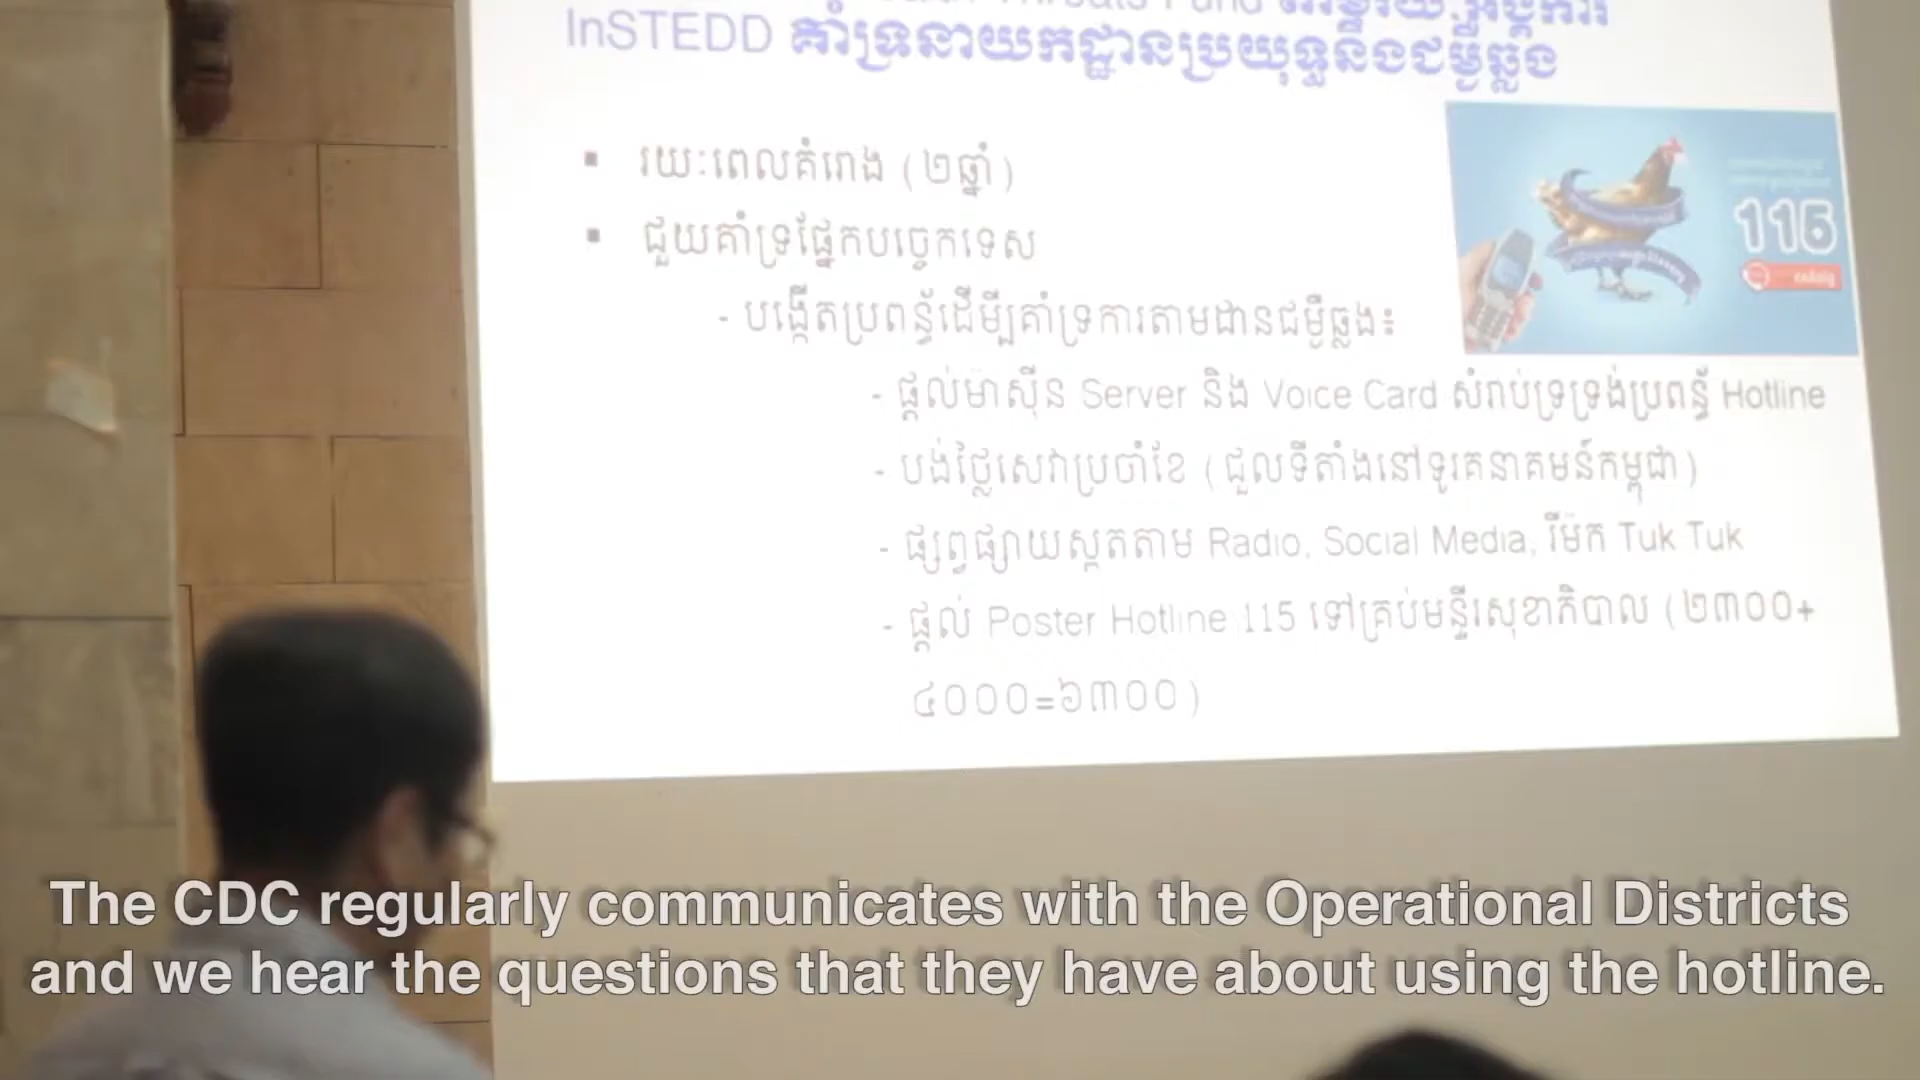 InSTEDD គាំទ្រនាយកដ្ឋានប្រយុទ្ធនឹងជម្ងឺឆ្លង
▪ រយៈពេលគំរោង (២ឆ្នាំ)
▪ ជួយគាំទ្រផ្នែកបច្ចេកទេស
- បង្កើតប្រពន្ធ័ដើម្បីគាំទ្រការតាមដានជម្ងឺឆ្លង៖
- ផ្តល់ម៉ាស៊ីន Server និង Voice Card សំរាប់ទ្រទ្រង់ប្រពន្ធ័ Hotline
- បង់ថ្លៃសេវាប្រចាំខែ (ជួលទីតាំងនៅទូរគនាគមន៍កម្ពុជា)
- ផ្សព្វផ្សាយស្តតតាម Radio, Social Media, រឺម៉ក Tuk Tuk
- ផ្តល់ Poster Hotline 115 ទៅគ្រប់មន្ទីរសុខាភិបាល (២៣០០+
៤០០០=៦៣០០)
115
The CDC regularly communicates with the Operational Districts
and we hear the questions that they have about using the hotline.